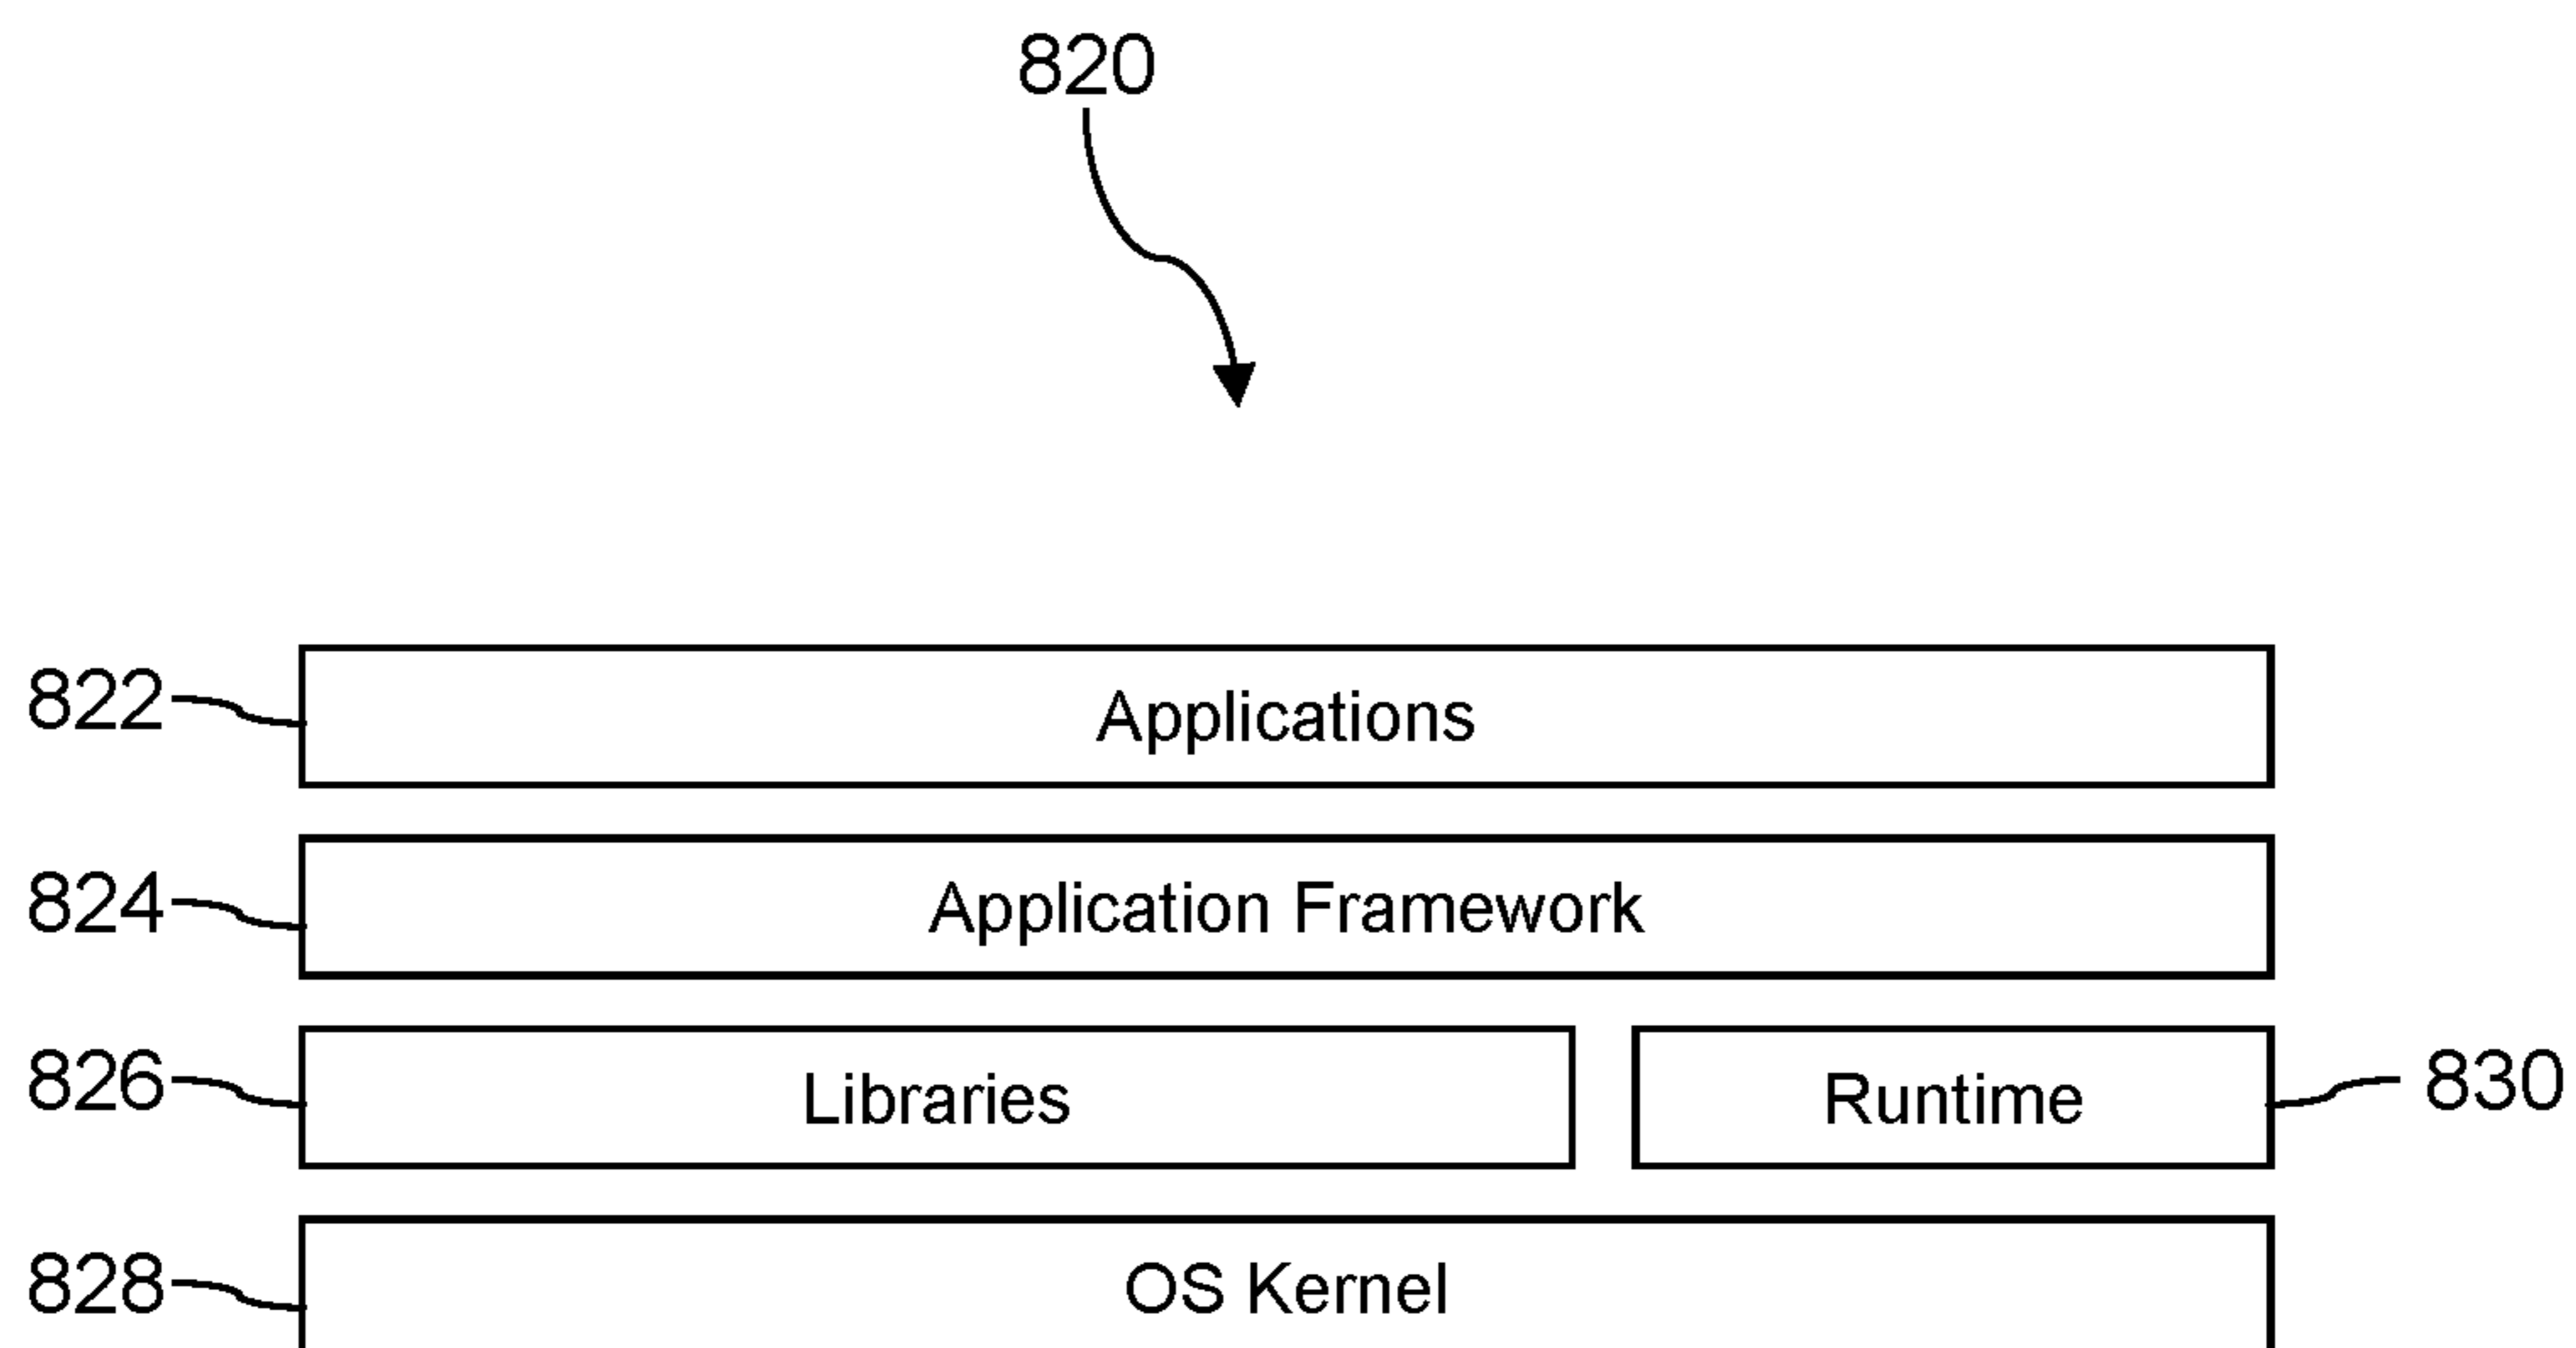 820
822 Applications
824 Application Framework
826 Libraries Runtime 830
828 OS Kernel